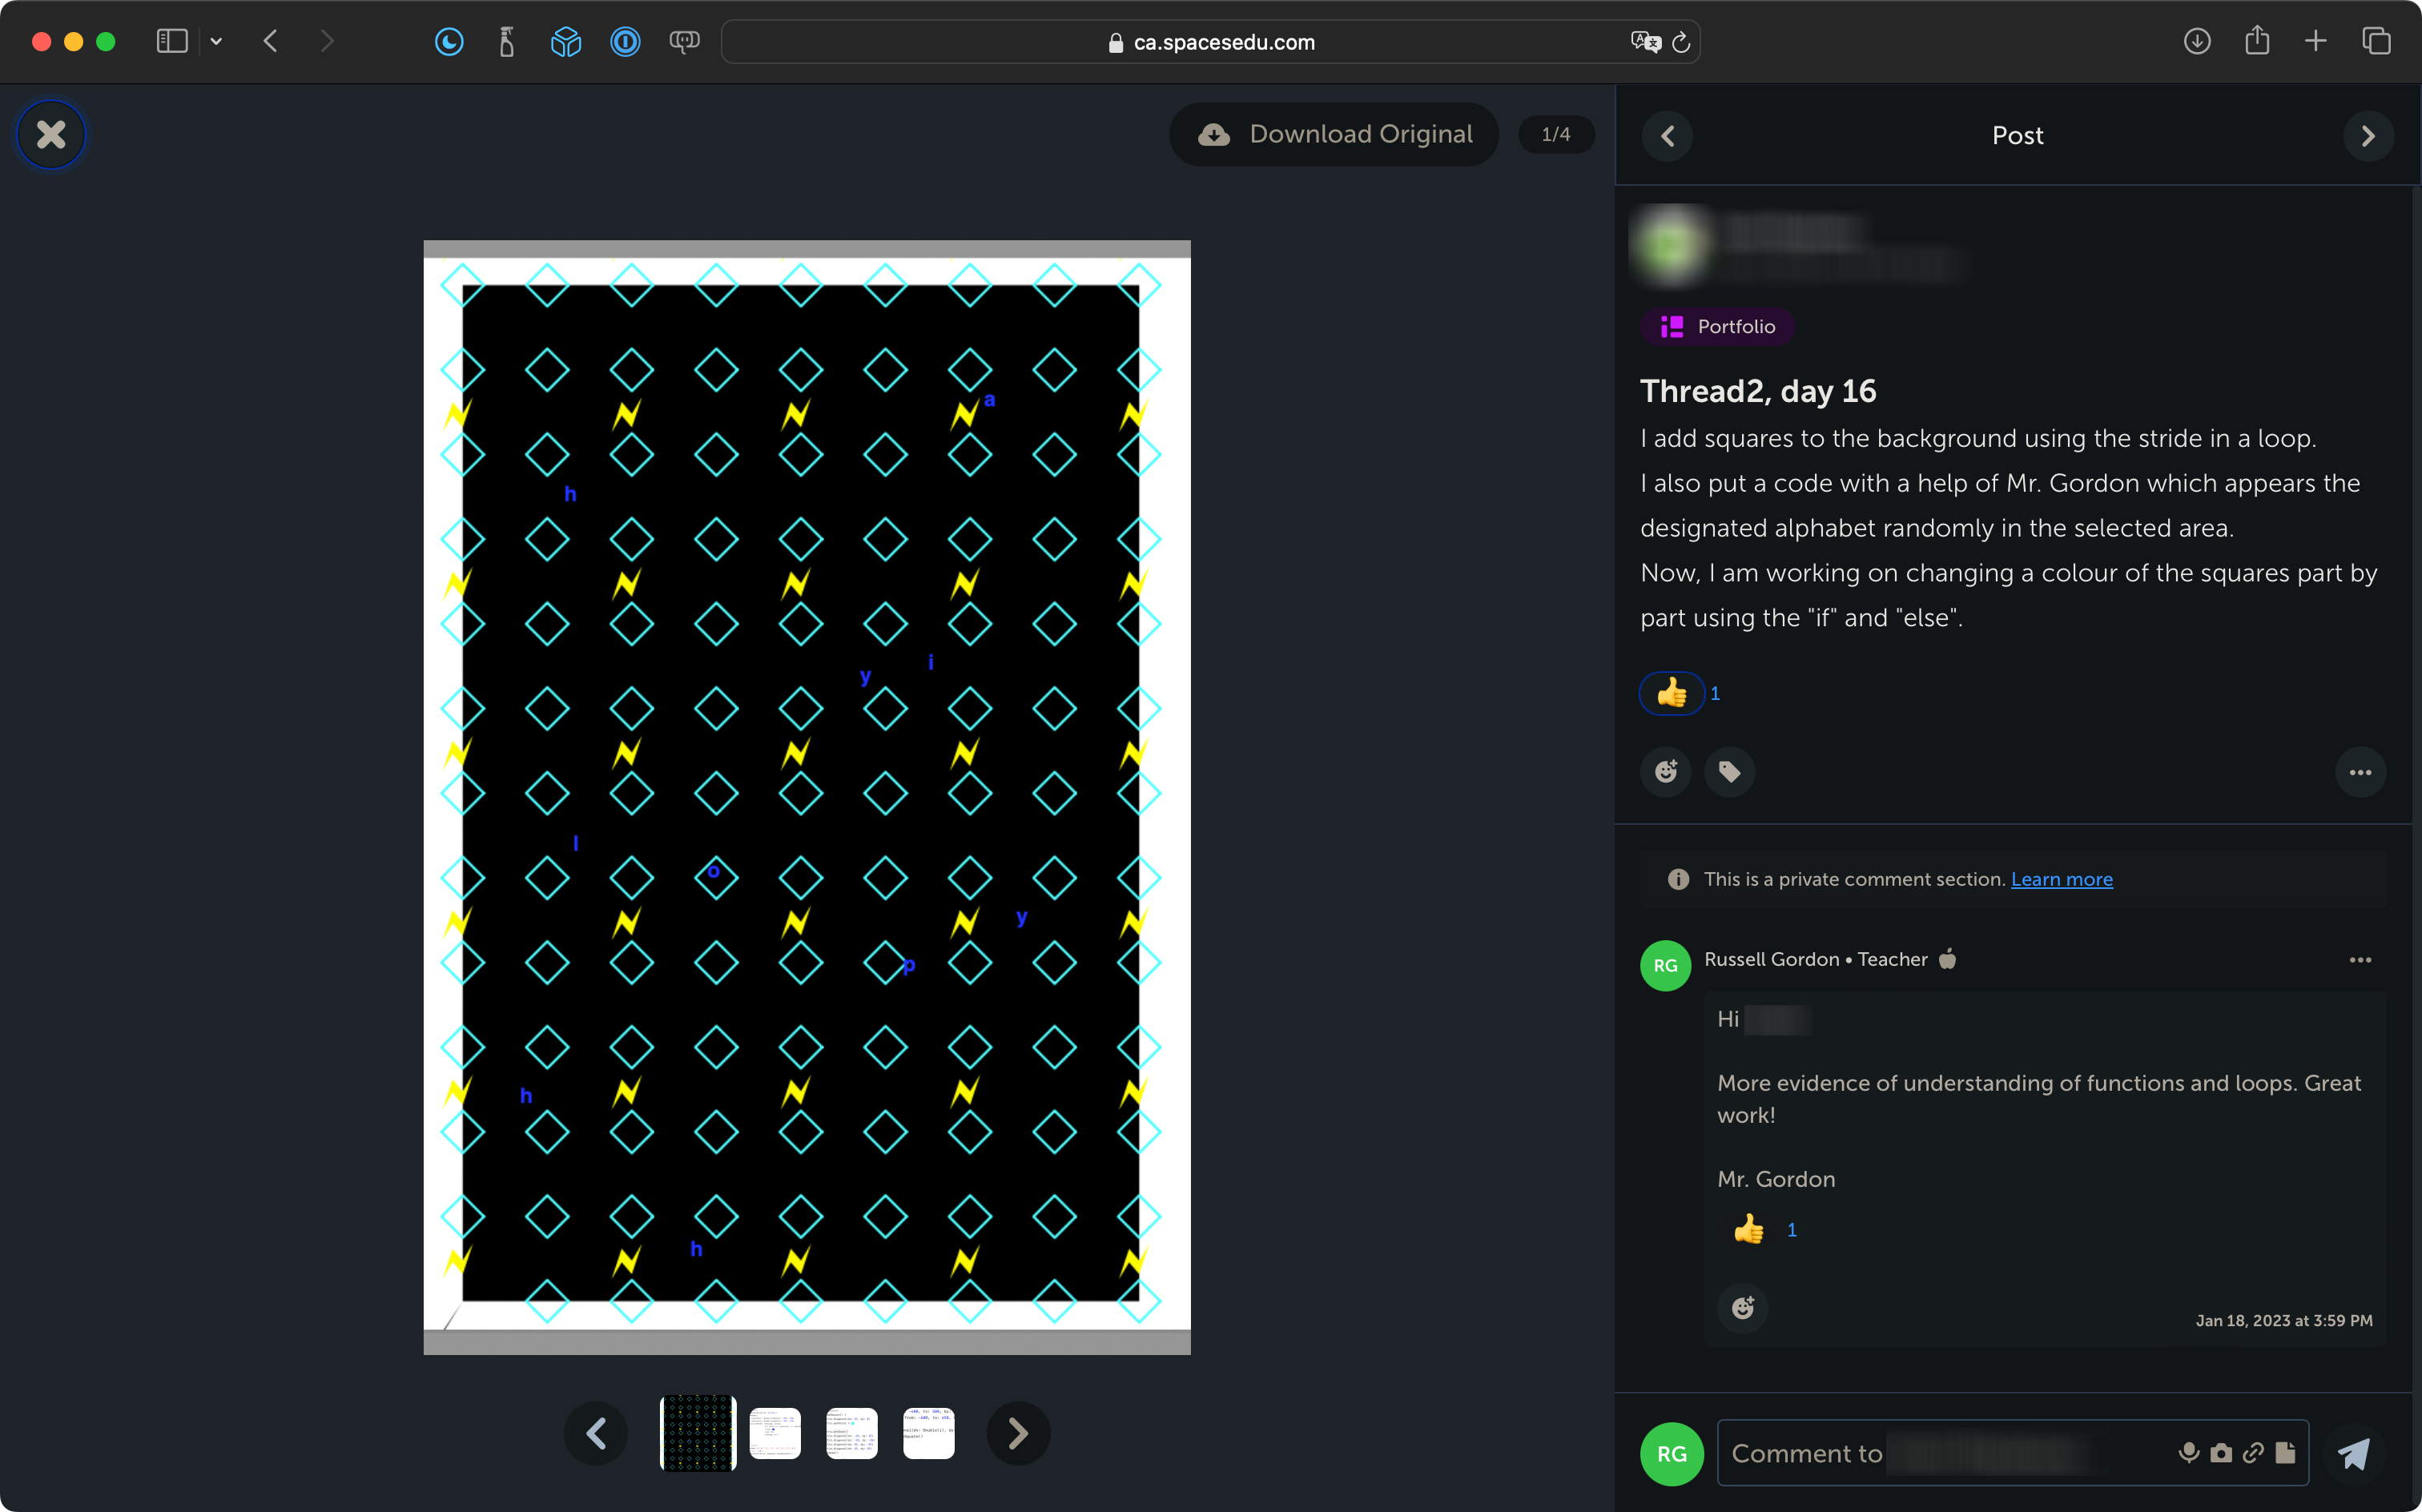 ca.spacesedu.com
Download Original
1/4
Post
Portfolio
Thread2, day 16
I add squares to the background using the stride in a loop.
I also put a code with a help of Mr. Gordon which appears the
designated alphabet randomly in the selected area.
Now, I am working on changing a colour of the squares part by
part using the "if" and "else".
1
This is a private comment section. Learn more
RG
Russell Gordon • Teacher
Hi
More evidence of understanding of functions and loops. Great
work!
Mr. Gordon
1
Jan 18, 2023 at 3:59 PM
RG
Comment to
a
h
i
y
l
o
y
p
h
h